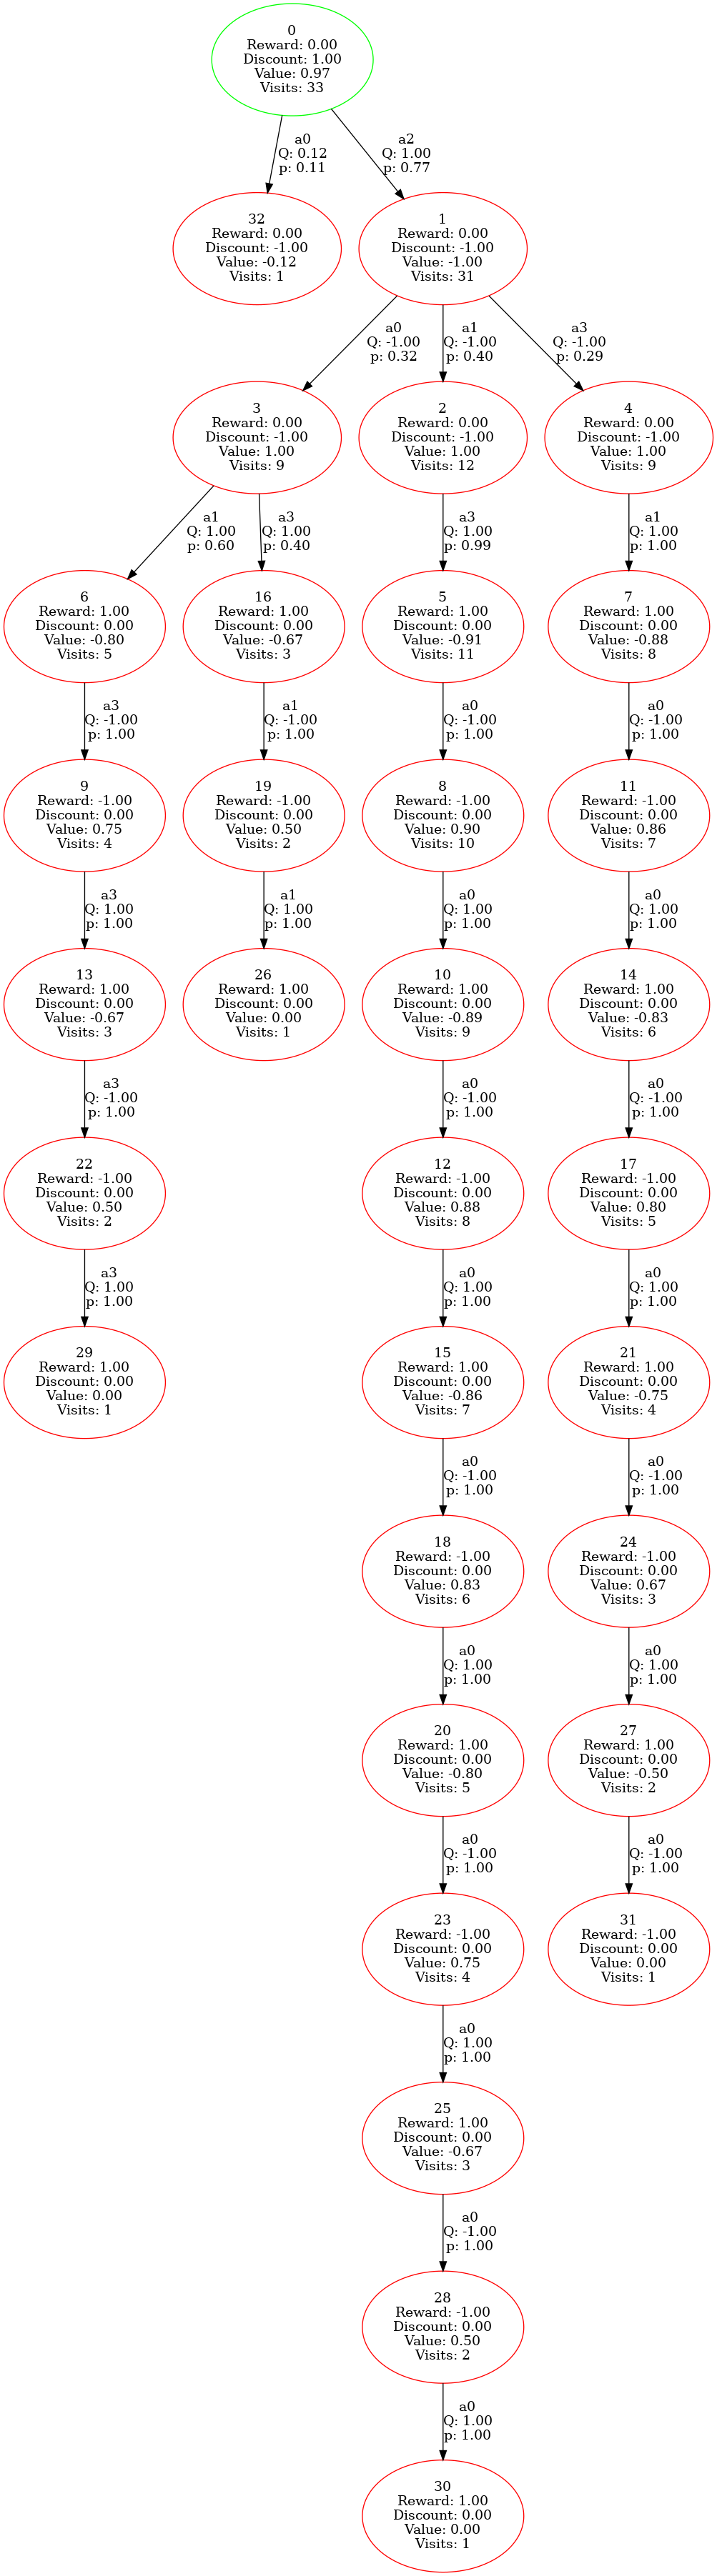 0
Reward: 0.00
Discount: 1.00
Value: 0.97
Visits: 33
a0
Q: 0.12
p: 0.11
a2
Q: 1.00
p: 0.77
32
Reward: 0.00
Discount: -1.00
Value: -0.12
Visits: 1
1
Reward: 0.00
Discount: -1.00
Value: -1.00
Visits: 31
a0
Q: -1.00
p: 0.32
a1
Q: -1.00
p: 0.40
a3
Q: -1.00
p: 0.29
3
Reward: 0.00
Discount: -1.00
Value: 1.00
Visits: 9
2
Reward: 0.00
Discount: -1.00
Value: 1.00
Visits: 12
4
Reward: 0.00
Discount: -1.00
Value: 1.00
Visits: 9
a1
Q: 1.00
p: 0.60
a3
Q: 1.00
p: 0.40
a3
Q: 1.00
p: 0.99
a1
Q: 1.00
p: 1.00
6
Reward: 1.00
Discount: 0.00
Value: -0.80
Visits: 5
16
Reward: 1.00
Discount: 0.00
Value: -0.67
Visits: 3
5
Reward: 1.00
Discount: 0.00
Value: -0.91
Visits: 11
7
Reward: 1.00
Discount: 0.00
Value: -0.88
Visits: 8
a3
Q: -1.00
p: 1.00
a1
Q: -1.00
p: 1.00
a0
Q: -1.00
p: 1.00
a0
Q: -1.00
p: 1.00
9
Reward: -1.00
Discount: 0.00
Value: 0.75
Visits: 4
19
Reward: -1.00
Discount: 0.00
Value: 0.50
Visits: 2
8
Reward: -1.00
Discount: 0.00
Value: 0.90
Visits: 10
11
Reward: -1.00
Discount: 0.00
Value: 0.86
Visits: 7
a3
Q: 1.00
p: 1.00
a1
Q: 1.00
p: 1.00
a0
Q: 1.00
p: 1.00
a0
Q: 1.00
p: 1.00
13
Reward: 1.00
Discount: 0.00
Value: -0.67
Visits: 3
26
Reward: 1.00
Discount: 0.00
Value: 0.00
Visits: 1
10
Reward: 1.00
Discount: 0.00
Value: -0.89
Visits: 9
14
Reward: 1.00
Discount: 0.00
Value: -0.83
Visits: 6
a3
Q: -1.00
p: 1.00
a0
Q: -1.00
p: 1.00
a0
Q: -1.00
p: 1.00
22
Reward: -1.00
Discount: 0.00
Value: 0.50
Visits: 2
12
Reward: -1.00
Discount: 0.00
Value: 0.88
Visits: 8
17
Reward: -1.00
Discount: 0.00
Value: 0.80
Visits: 5
a3
Q: 1.00
p: 1.00
a0
Q: 1.00
p: 1.00
a0
Q: 1.00
p: 1.00
29
Reward: 1.00
Discount: 0.00
Value: 0.00
Visits: 1
15
Reward: 1.00
Discount: 0.00
Value: -0.86
Visits: 7
21
Reward: 1.00
Discount: 0.00
Value: -0.75
Visits: 4
a0
Q: -1.00
p: 1.00
a0
Q: -1.00
p: 1.00
18
Reward: -1.00
Discount: 0.00
Value: 0.83
Visits: 6
24
Reward: -1.00
Discount: 0.00
Value: 0.67
Visits: 3
a0
Q: 1.00
p: 1.00
a0
Q: 1.00
p: 1.00
20
Reward: 1.00
Discount: 0.00
Value: -0.80
Visits: 5
27
Reward: 1.00
Discount: 0.00
Value: -0.50
Visits: 2
a0
Q: -1.00
p: 1.00
a0
Q: -1.00
p: 1.00
23
Reward: -1.00
Discount: 0.00
Value: 0.75
Visits: 4
31
Reward: -1.00
Discount: 0.00
Value: 0.00
Visits: 1
a0
Q: 1.00
p: 1.00
25
Reward: 1.00
Discount: 0.00
Value: -0.67
Visits: 3
a0
Q: -1.00
p: 1.00
28
Reward: -1.00
Discount: 0.00
Value: 0.50
Visits: 2
a0
Q: 1.00
p: 1.00
30
Reward: 1.00
Discount: 0.00
Value: 0.00
Visits: 1